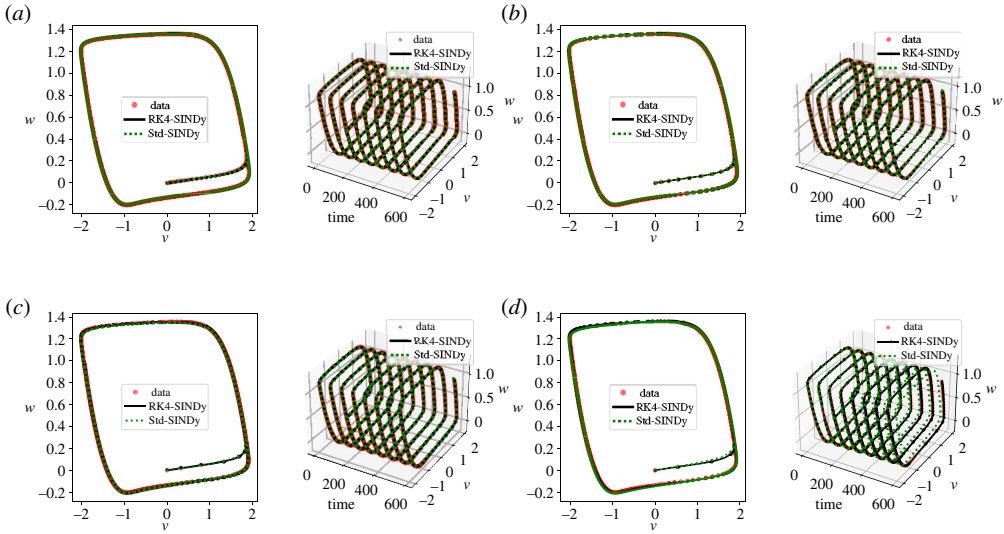 (a)
1.4
1.2
1.0
0.8
w 0.6
0.4
0.2
0
−0.2
−2 −1 0 1 2
v
data
RK4-SINDy
Std-SINDy
data
RK4-SINDy
Std-SINDy
1.0
0.5
0
w
2
1
0
−1
−2
v
0
200
400
600
time
(b)
1.4
1.2
1.0
0.8
w 0.6
0.4
0.2
0
−0.2
−2 −1 0 1 2
v
data
RK4-SINDy
Std-SINDy
data
RK4-SINDy
Std-SINDy
1.0
0.5
0
w
2
1
0
−1
−2
v
0
200
400
600
time
(c)
1.4
1.2
1.0
0.8
w 0.6
0.4
0.2
0
−0.2
−2 −1 0 1 2
v
data
RK4-SINDy
Std-SINDy
data
RK4-SINDy
Std-SINDy
1.0
0.5
0
w
2
1
0
−1
−2
v
0
200
400
600
time
(d)
1.4
1.2
1.0
0.8
w 0.6
0.4
0.2
0
−0.2
−2 −1 0 1 2
v
data
RK4-SINDy
Std-SINDy
data
RK4-SINDy
Std-SINDy
1.0
0.5
0
w
2
1
0
−1
−2
v
0
200
400
600
time